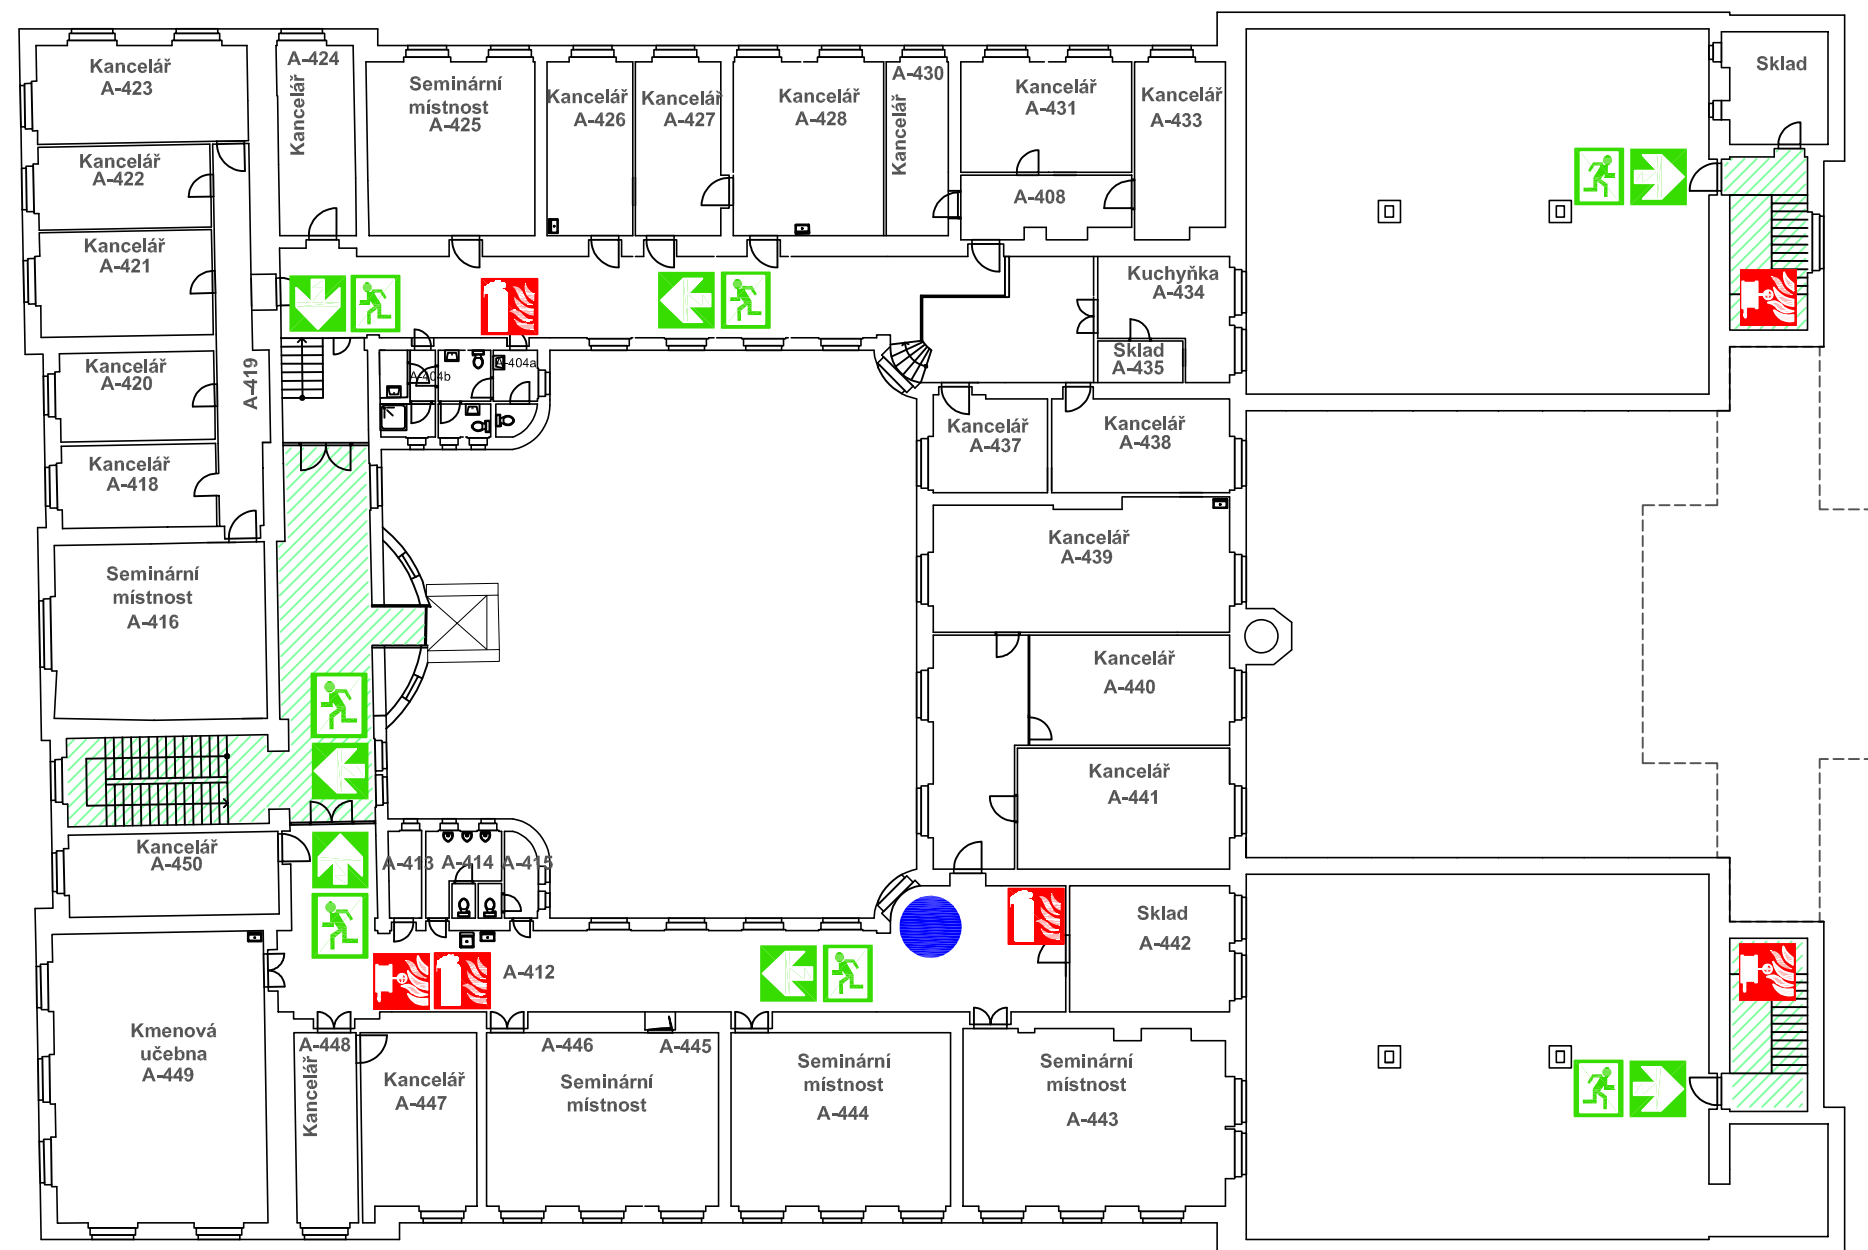 Kancelář
A-423
A-424
Kancelář
Seminární
místnost
A-425
Kancelář
A-426
Kancelář
A-427
Kancelář
A-428
A-430
Kancelář
Kancelář
A-431
Kancelář
A-433
Sklad
Kancelář
A-422
A-408
Kancelář
A-421
Kuchyňka
A-434
Sklad
A-435
Kancelář
A-420
A-419
A-404b
A-404a
Kancelář
A-437
Kancelář
A-438
Kancelář
A-418
Kancelář
A-439
Seminární
místnost
A-416
Kancelář
A-440
Kancelář
A-441
Kancelář
A-450
A-413
A-414
A-415
Sklad
A-442
A-412
Kmenová
učebna
A-449
A-448
Kancelář
Kancelář
A-447
A-446
A-445
Seminární
místnost
Seminární
místnost
A-444
Seminární
místnost
A-443